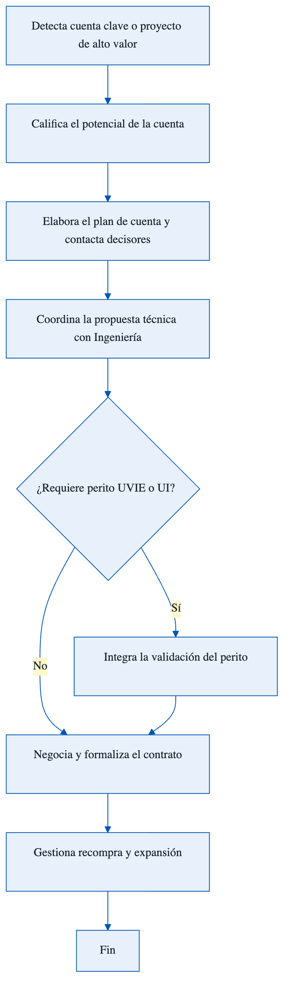 Detecta cuenta clave o proyecto
de alto valor
Califica el potencial de la cuenta
Elabora el plan de cuenta y
contacta decisores
Coordina la propuesta técnica
con Ingeniería
¿Requiere perito UVIE o UI?
Sí
Integra la validación del perito
No
Negocia y formaliza el contrato
Gestiona recompra y expansión
Fin